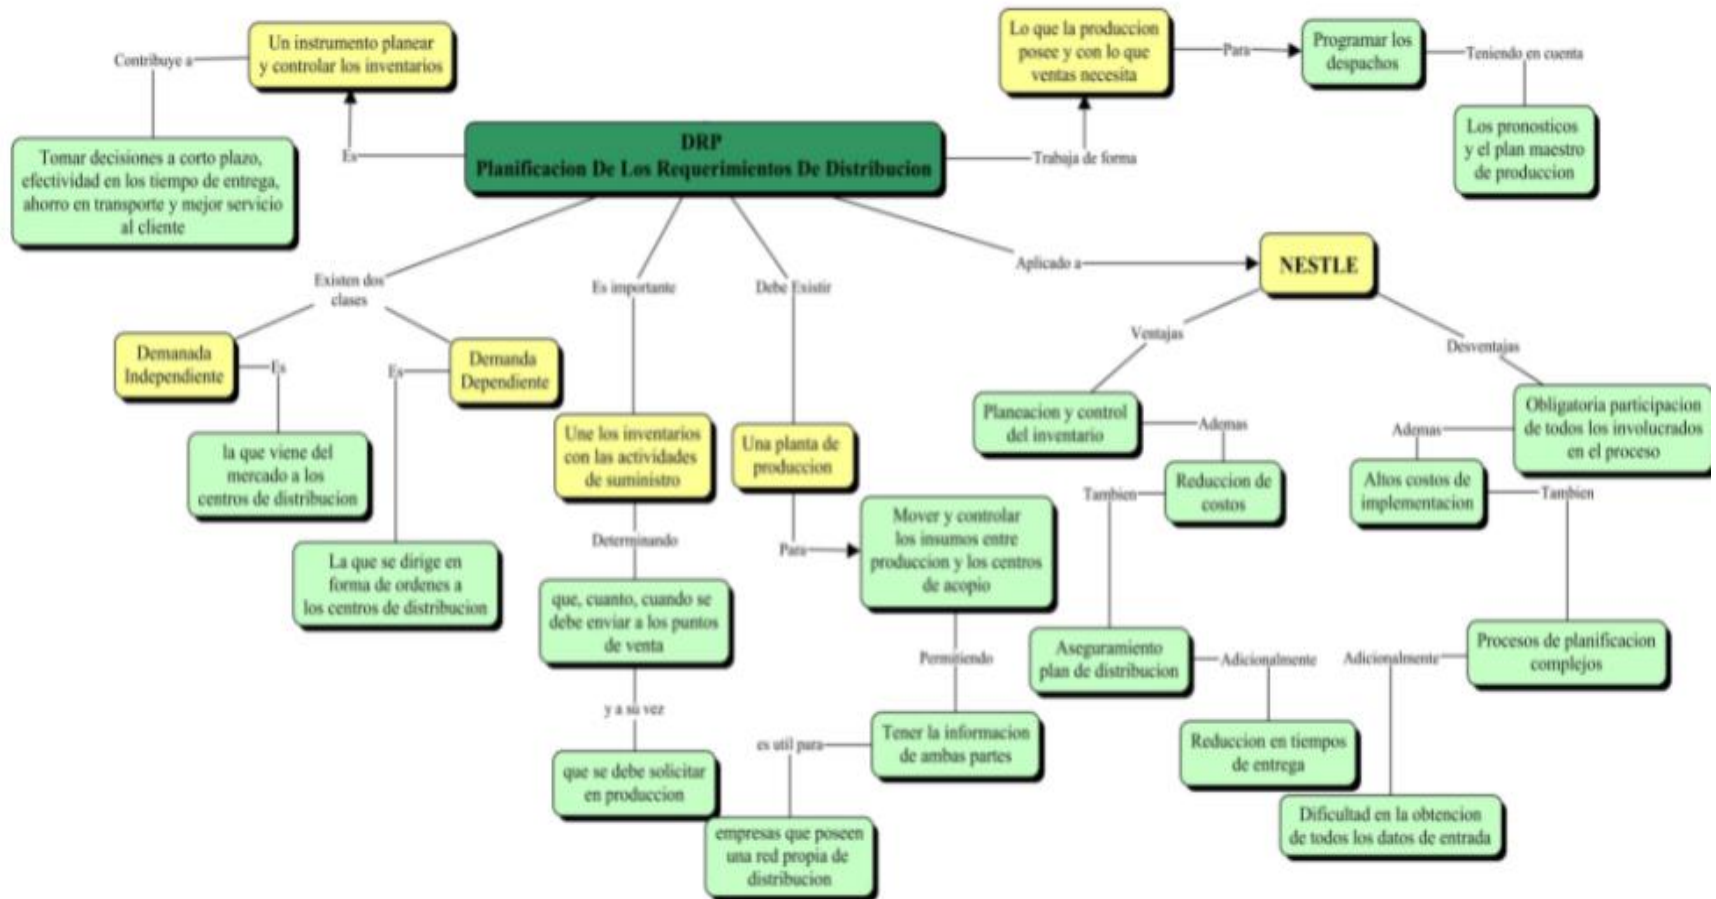 Un instrumento planear
y controlar los inventarios
Contribuye a
Tomar decisiones a corto plazo,
efectividad en los tiempo de entrega,
ahorro en transporte y mejor servicio
al cliente
Es
DRP
Planificacion De Los Requerimientos De Distribucion
Trabaja de forma
Lo que la produccion
posee y con lo que
ventas necesita
Para
Programar los
despachos
Teniendo en cuenta
Los pronosticos
y el plan maestro
de produccion
Existen dos
clases
Demanada
Independiente
Es
la que viene del
mercado a los
centros de distribucion
Demanda
Dependiente
Es
La que se dirige en
forma de ordenes a
los centros de distribucion
Es importante
Une los inventarios
con las actividades
de suministro
Determinando
que, cuanto, cuando se
debe enviar a los puntos
de venta
y a su vez
que se debe solicitar
en produccion
Debe Existir
Una planta de
produccion
Para
Mover y controlar
los insumos entre
produccion y los centros
de acopio
Permitiendo
Tener la informacion
de ambas partes
es util para
empresas que poseen
una red propia de
distribucion
Aplicado a
NESTLE
Ventajas
Planeacion y control
del inventario
Ademas
Reduccion de
costos
Tambien
Aseguramiento
plan de distribucion
Adicionalmente
Reduccion en tiempos
de entrega
Desventajas
Obligatoria participacion
de todos los involucrados
en el proceso
Ademas
Altos costos de
implementacion
Tambien
Procesos de planificacion
complejos
Adicionalmente
Dificultad en la obtencion
de todos los datos de entrada